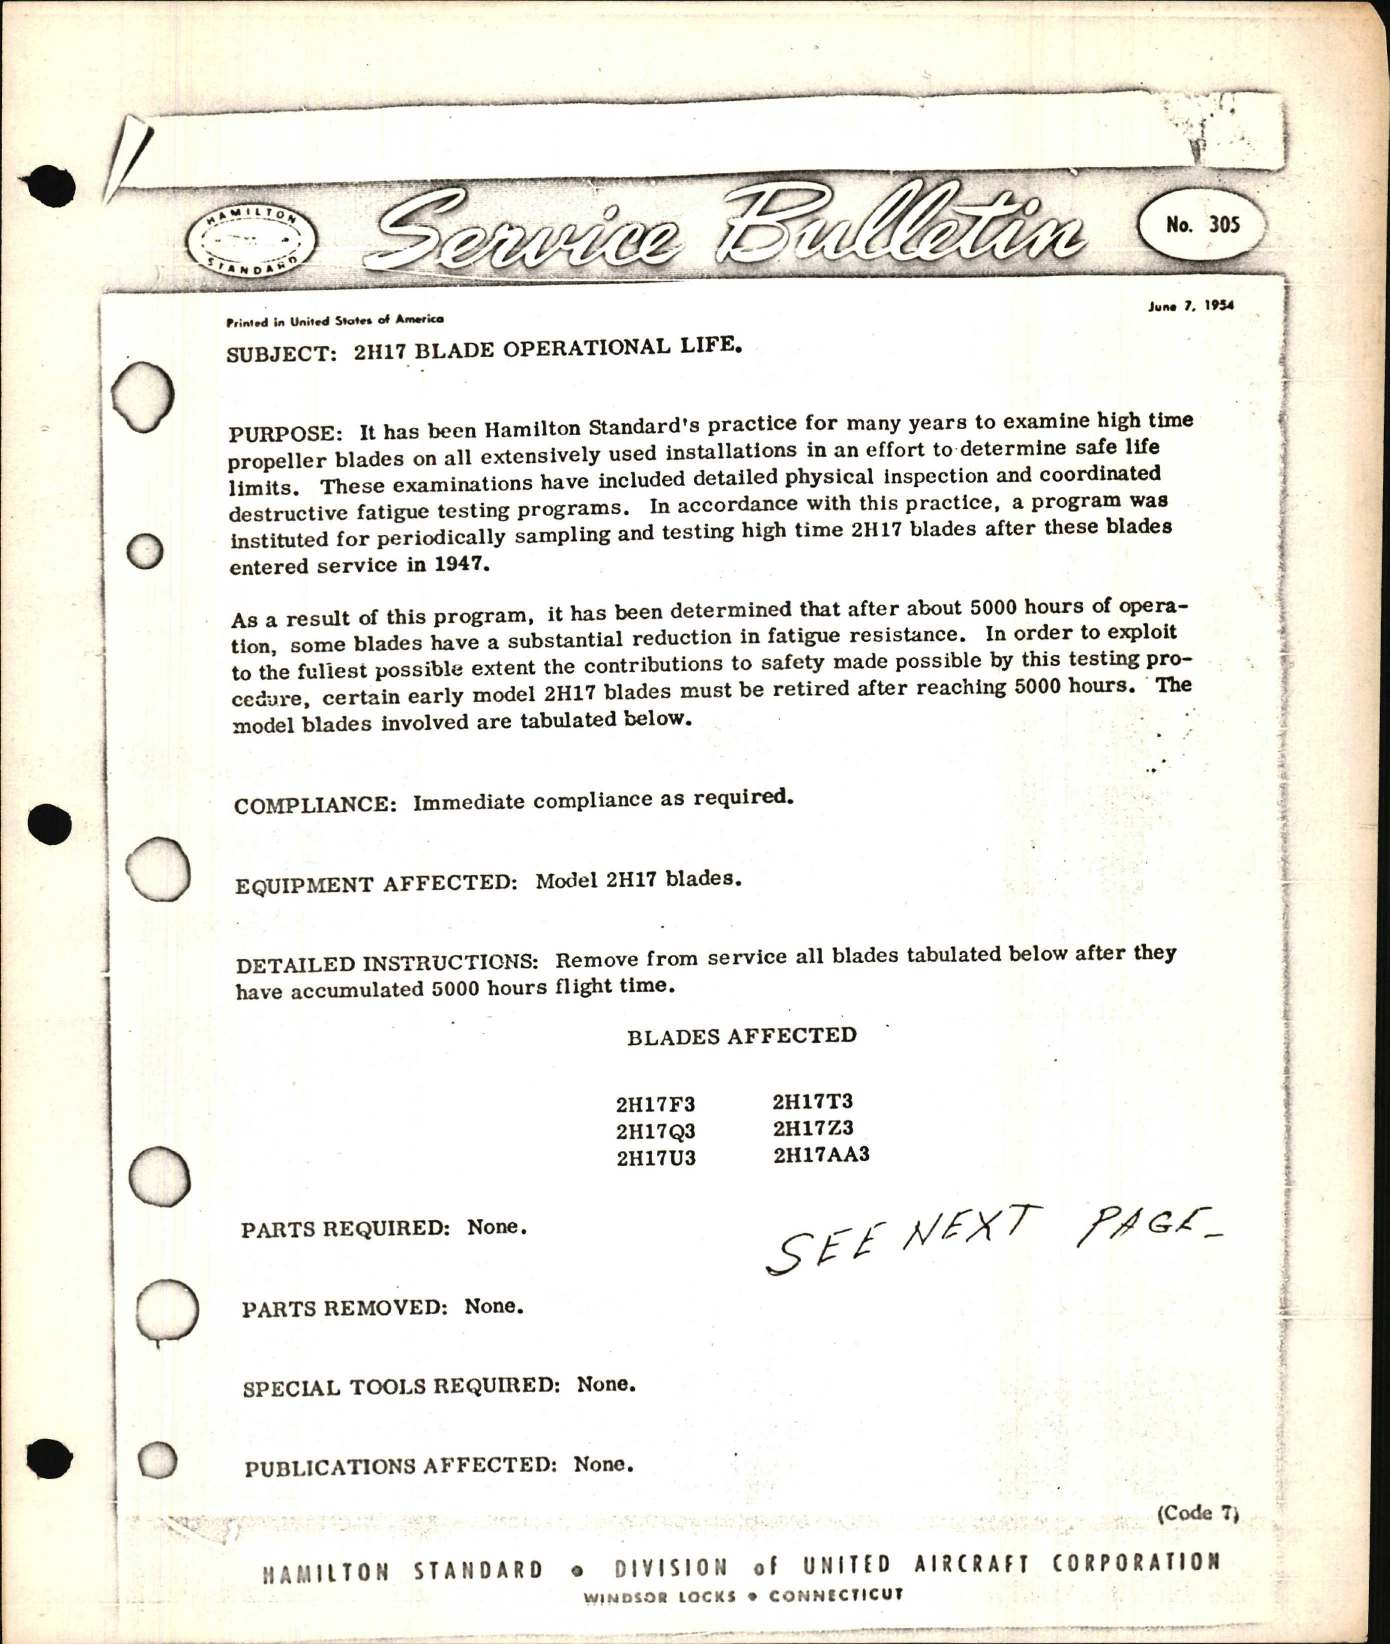 HAMILTON
STANDARD
Service Bulletin
No. 305
June 7, 1954
Printed in United States of America
SUBJECT: 2H17 BLADE OPERATIONAL LIFE.
PURPOSE: It has been Hamilton Standard's practice for many years to examine high time
propeller blades on all extensively used installations in an effort to determine safe life
limits. These examinations have included detailed physical inspection and coordinated
destructive fatigue testing programs. In accordance with this practice, a program was
instituted for periodically sampling and testing high time 2H17 blades after these blades
entered service in 1947.
As a result of this program, it has been determined that after about 5000 hours of opera-
tion, some blades have a substantial reduction in fatigue resistance. In order to exploit
to the fullest possible extent the contributions to safety made possible by this testing pro-
cedure, certain early model 2H17 blades must be retired after reaching 5000 hours. The
model blades involved are tabulated below.
COMPLIANCE: Immediate compliance as required.
EQUIPMENT AFFECTED: Model 2H17 blades.
DETAILED INSTRUCTIONS: Remove from service all blades tabulated below after they
have accumulated 5000 hours flight time.
BLADES AFFECTED
2H17F3 2H17T3
2H17Q3 2H17Z3
2H17U3 2H17AA3
PARTS REQUIRED: None.
SEE NEXT PAGE_
PARTS REMOVED: None.
SPECIAL TOOLS REQUIRED: None.
PUBLICATIONS AFFECTED: None.
(Code 7)
HAMILTON STANDARD • DIVISION of UNITED AIRCRAFT CORPORATION
WINDSOR LOCKS • CONNECTICUT